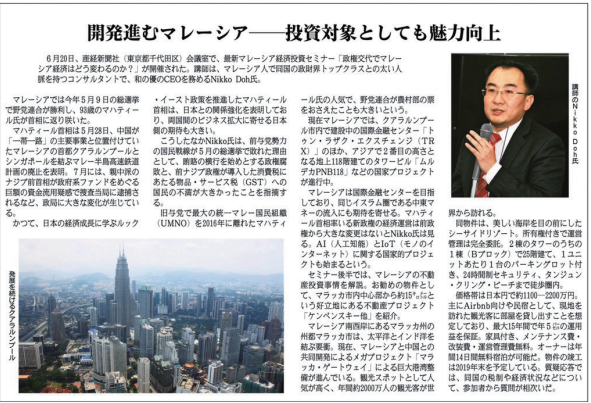 開発進むマレーシア――投資対象としても魅力向上
6月20日、産経新聞社（東京都千代田区）会議室で、最新マレーシア経済投資セミナー「政権交代でマレー
シア経済はどう変わるのか？」が開催された。講師は、マレーシア人で同国の政財界トップクラスとの太い人
脈を持つコンサルタントで、和の優のCEOを務めるNikko Doh氏。
マレーシアでは今年5月9日の総選挙
で野党連合が勝利し、93歳のマハティー
ル氏が首相に返り咲いた。
マハティール首相は5月28日、中国が
「一帯一路」の主要事業と位置付けてい
たマレーシアの首都クアラルンプールと
シンガポールを結ぶマレー半島高速鉄道
計画の廃止を表明。7月には、親中派の
ナジブ前首相が政府系ファンドをめぐる
巨額の資金流用疑惑で捜査当局に逮捕さ
れるなど、政局に大きな変化が生じてい
る。
かつて、日本の経済成長に学ぶルック
・イースト政策を推進したマハティール
首相は、日本との関係強化を表明してお
り、両国間のビジネス拡大に寄せる日本
側の期待も大きい。
こうしたなかNikko氏は、前与党勢力
の国民戦線が5月の総選挙で敗れた理由
として、賄賂の横行を始めとする政権腐
敗と、前ナジブ政権が導入した消費税に
あたる物品・サービス税（GST）への
国民の不満が大きかったことを指摘す
る。
旧与党で最大の統一マレー国民組織
（UMNO）を2016年に離れたマハティ
ール氏の人気で、野党連合が農村部の票
をおさえたことも大きいという。
現在マレーシアでは、クアラルンプー
ル市内で建設中の国際金融センター「ト
ゥン・ラザク・エクスチェンジ（TR
X）」のほか、アジアで2番目の高さと
なる地上118階建てのタワービル「ムル
デカPNB118」などの国家プロジェクト
が進行中。
マレーシアは国際金融センターを目指
しており、同じイスラム圏である中東マ
ネーの流入にも期待を寄せる。マハティ
ール首相率いる新政権の経済運営は前政
権から大きな変更はないとNikko氏は見
る。AI（人工知能）とIoT（モノのイ
ンターネット）に関する国家的プロジェ
クトも始まるという。
セミナー後半では、マレーシアの不動
産投資事情を解説。お勧めの物件とし
て、マラッカ市内中心部から約15㌔
という好立地にある不動産プロジェクト
「ケンペンスキー他」を紹介。
マレーシア南西岸にあるマラッカ州の
州都マラッカ市は、太平洋とインド洋を
結ぶ要衝。現在、マレーシアと中国との
共同開発によるメガプロジェクト「マラ
ッカ・ゲートウェイ」による巨大港湾整
備が進んでいる。観光スポットとして人
気が高く、年間約2000万人の観光客が世
界から訪れる。
同物件は、美しい海岸を目の前にした
シーサイドリゾート。所有権付きで運営
管理は完全委託。2棟のタワーのうちの
1棟（Bブロック）で25階建て、1ユニ
ットあたり1台のパーキングロット付
き、24時間制セキュリティ、タンジュン
・クリング・ビーチまで徒歩圏内。
価格帯は日本円で約1100―2200万円。
主にAirbnb向けや民宿として、現地を
訪れた観光客に部屋を貸し出すことを想
定しており、最大15年間で年5㌫の運用
益を保証。家具付き、メンテナンス費・
改装費・運営管理費無料。オーナーは年
間14日間無料宿泊が可能だ。物件の竣工
は2019年末を予定している。質疑応答で
は、同国の税制や経済状況などについ
て、参加者から質問が相次いだ。
講師のNikko Doh氏
発展を続けるクアラルンプール